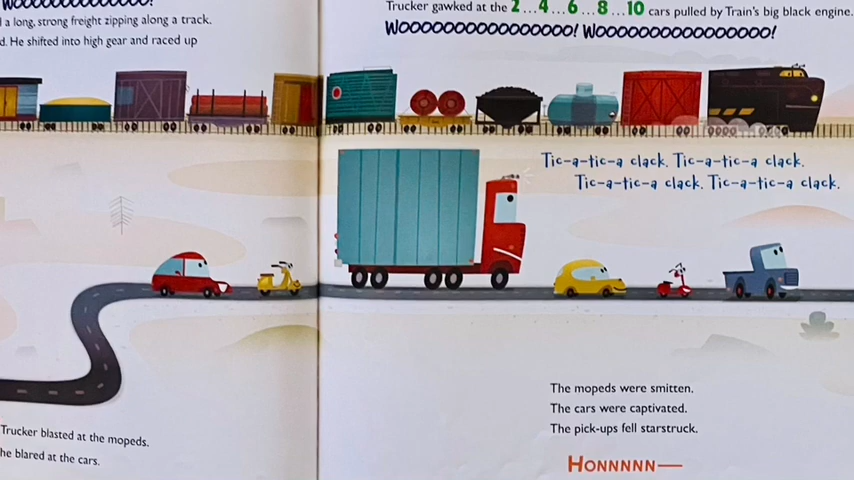 l a long, strong freight zipping along a track.
d. He shifted into high gear and raced up
Trucker blasted at the mopeds.
he blared at the cars.
Trucker gawked at the 2...4...6...8...10 cars pulled by Train's big black engine.
WOOOOOOOOOOOOOOO! WOOOOOOOOOOOOOOOO!
Tic-a-tic-a clack. Tic-a-tic-a clack.
Tic-a-tic-a clack. Tic-a-tic-a clack.
The mopeds were smitten.
The cars were captivated.
The pick-ups fell starstruck.
HONNNNN—